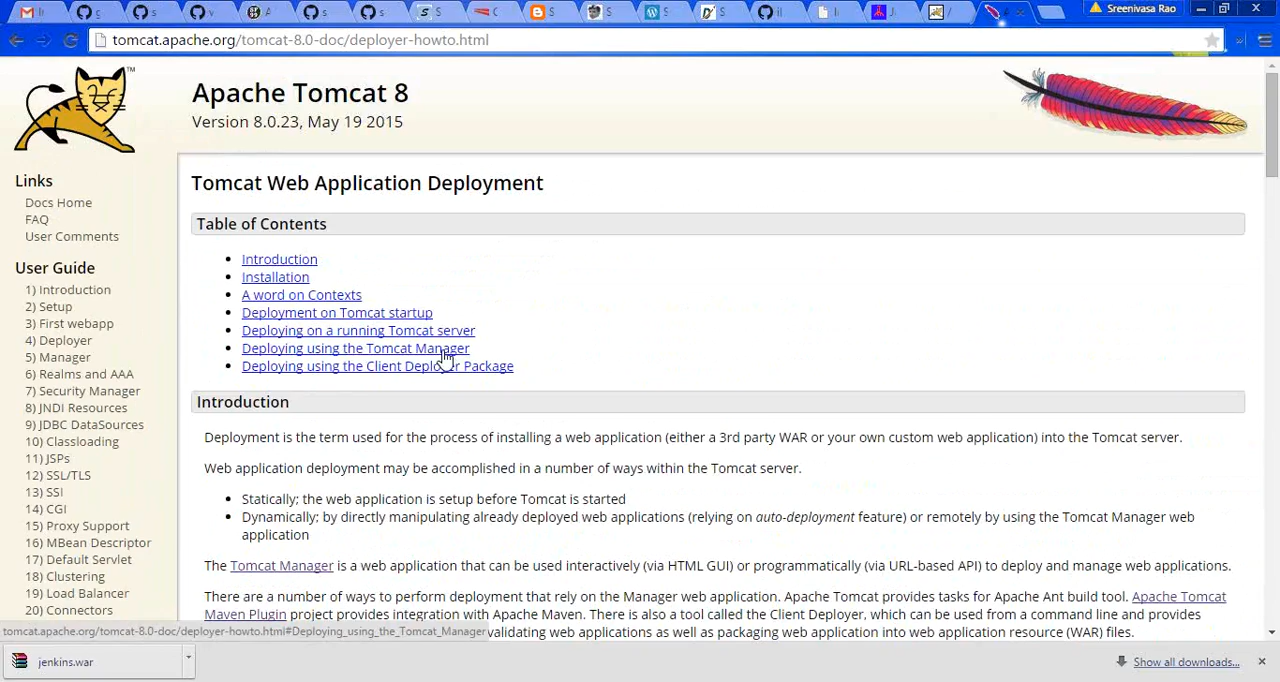 Sreenivasa Rao
tomcat.apache.org/tomcat-8.0-doc/deployer-howto.html
Apache Tomcat 8
Version 8.0.23, May 19 2015
Links
Docs Home
FAQ
User Comments
User Guide
1) Introduction
2) Setup
3) First webapp
4) Deployer
5) Manager
6) Realms and AAA
7) Security Manager
8) JNDI Resources
9) JDBC DataSources
10) Classloading
11) JSPs
12) SSL/TLS
13) SSI
14) CGI
15) Proxy Support
16) MBean Descriptor
17) Default Servlet
18) Clustering
19) Load Balancer
20) Connectors
Tomcat Web Application Deployment
Table of Contents
Introduction
Installation
A word on Contexts
Deployment on Tomcat startup
Deploying on a running Tomcat server
Deploying using the Tomcat Manager
Deploying using the Client Deployer Package
Introduction
Deployment is the term used for the process of installing a web application (either a 3rd party WAR or your own custom web application) into the Tomcat server.
Web application deployment may be accomplished in a number of ways within the Tomcat server.
Statically; the web application is setup before Tomcat is started
Dynamically; by directly manipulating already deployed web applications (relying on auto-deployment feature) or remotely by using the Tomcat Manager web
application
The Tomcat Manager is a web application that can be used interactively (via HTML GUI) or programmatically (via URL-based API) to deploy and manage web applications.
There are a number of ways to perform deployment that rely on the Manager web application. Apache Tomcat provides tasks for Apache Ant build tool. Apache Tomcat
Maven Plugin project provides integration with Apache Maven. There is also a tool called the Client Deployer, which can be used from a command line and provides
validating web applications as well as packaging web application into web application resource (WAR) files.
tomcat.apache.org/tomcat-8.0-doc/deployer-howto.html#Deploying_using_the_Tomcat_Manager
jenkins.war
Show all downloads...